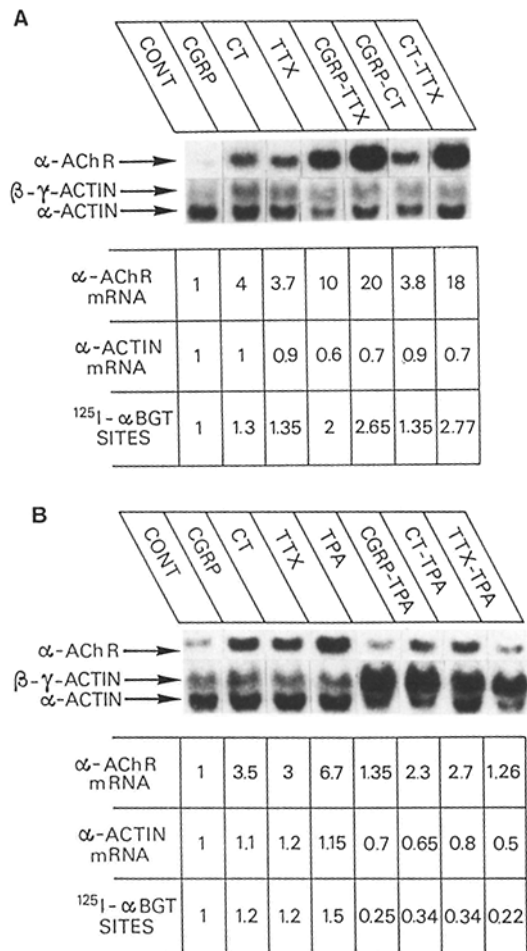 A
CONT CGRP CT TTX CGRP-TTX CGRP-CT CT-TTX
α-AChR
β-γ-ACTIN
α-ACTIN
α-AChR mRNA 1 4 3.7 10 20 3.8 18
α-ACTIN mRNA 1 1 0.9 0.6 0.7 0.9 0.7
¹²⁵I-αBGT SITES 1 1.3 1.35 2 2.65 1.35 2.77
B
CONT CGRP CT TTX TPA CGRP-TPA CT-TPA TTX-TPA
α-AChR
β-γ-ACTIN
α-ACTIN
α-AChR mRNA 1 3.5 3 6.7 1.35 2.3 2.7 1.26
α-ACTIN mRNA 1 1.1 1.2 1.15 0.7 0.65 0.8 0.5
¹²⁵I-αBGT SITES 1 1.2 1.2 1.5 0.25 0.34 0.34 0.22